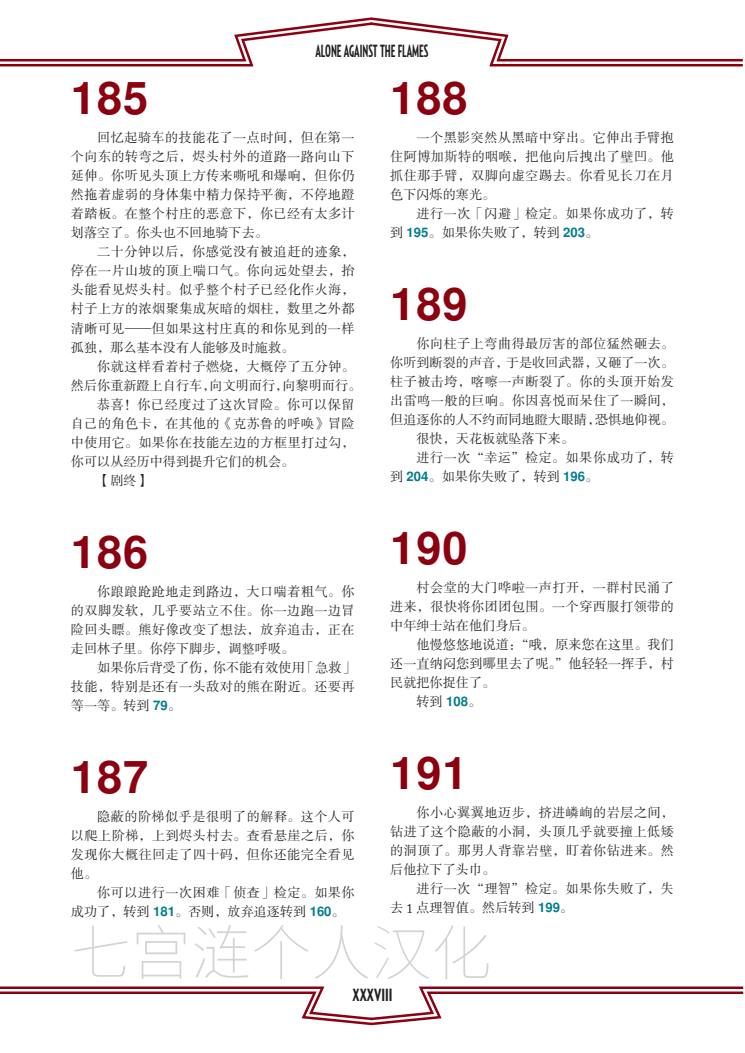 ALONE AGAINST THE FLAMES
185
回忆起骑车的技能花了一点时间，但在第一
个向东的转弯之后，烬头村外的道路一路向山下
延伸。你听见头顶上方传来嘶吼和爆响，但你仍
然拖着虚弱的身体集中精力保持平衡，不停地蹬
着踏板。在整个村庄的恶意下，你已经有太多计
划落空了。你头也不回地骑下去。
二十分钟以后，你感觉没有被追赶的迹象，
停在一片山坡的顶上喘口气。你向远处望去，抬
头能看见烬头村。似乎整个村子已经化作火海，
村子上方的浓烟聚集成灰暗的烟柱，数里之外都
清晰可见——但如果这村庄真的和你见到的一样
孤独，那么基本没有人能够及时施救。
你就这样看着村子燃烧，大概停了五分钟。
然后你重新蹬上自行车，向文明而行，向黎明而行。
恭喜！你已经度过了这次冒险。你可以保留
自己的角色卡，在其他的《克苏鲁的呼唤》冒险
中使用它。如果你在技能左边的方框里打过勾，
你可以从经历中得到提升它们的机会。
【剧终】
186
你踉踉跄跄地走到路边，大口喘着粗气。你
的双脚发软，几乎要站立不住。你一边跑一边冒
险回头瞟。熊好像改变了想法，放弃追击，正在
走回林子里。你停下脚步，调整呼吸。
如果你后背受了伤，你不能有效使用「急救」
技能，特别是还有一头敌对的熊在附近。还要再
等一等。转到 79。
187
隐蔽的阶梯似乎是很明了的解释。这个人可
以爬上阶梯，上到烬头村去。查看悬崖之后，你
发现你大概往回走了四十码，但你还能完全看见
他。
你可以进行一次困难「侦查」检定。如果你
成功了，转到 181。否则，放弃追逐转到 160。
188
一个黑影突然从黑暗中穿出。它伸出手臂抱
住阿博加斯特的咽喉，把他向后拽出了壁凹。他
抓住那手臂，双脚向虚空踢去。你看见长刀在月
色下闪烁的寒光。
进行一次「闪避」检定。如果你成功了，转
到 195。如果你失败了，转到 203。
189
你向柱子上弯曲得最厉害的部位猛然砸去。
你听到断裂的声音，于是收回武器，又砸了一次。
柱子被击垮，喀嚓一声断裂了。你的头顶开始发
出雷鸣一般的巨响。你因喜悦而呆住了一瞬间，
但追逐你的人不约而同地瞪大眼睛，恐惧地仰视。
很快，天花板就坠落下来。
进行一次“幸运”检定。如果你成功了，转
到 204。如果你失败了，转到 196。
190
村会堂的大门哗啦一声打开，一群村民涌了
进来，很快将你团团包围。一个穿西服打领带的
中年绅士站在他们身后。
他慢悠悠地说道：“哦，原来您在这里。我们
还一直纳闷您到哪里去了呢。”他轻轻一挥手，村
民就把你捉住了。
转到 108。
191
你小心翼翼地迈步，挤进嶙峋的岩层之间，
钻进了这个隐蔽的小洞，头顶几乎就要撞上低矮
的洞顶了。那男人背靠岩壁，盯着你钻进来。然
后他拉下了头巾。
进行一次“理智”检定。如果你失败了，失
去 1 点理智值。然后转到 199。
七宫涟个人汉化
XXXVIII